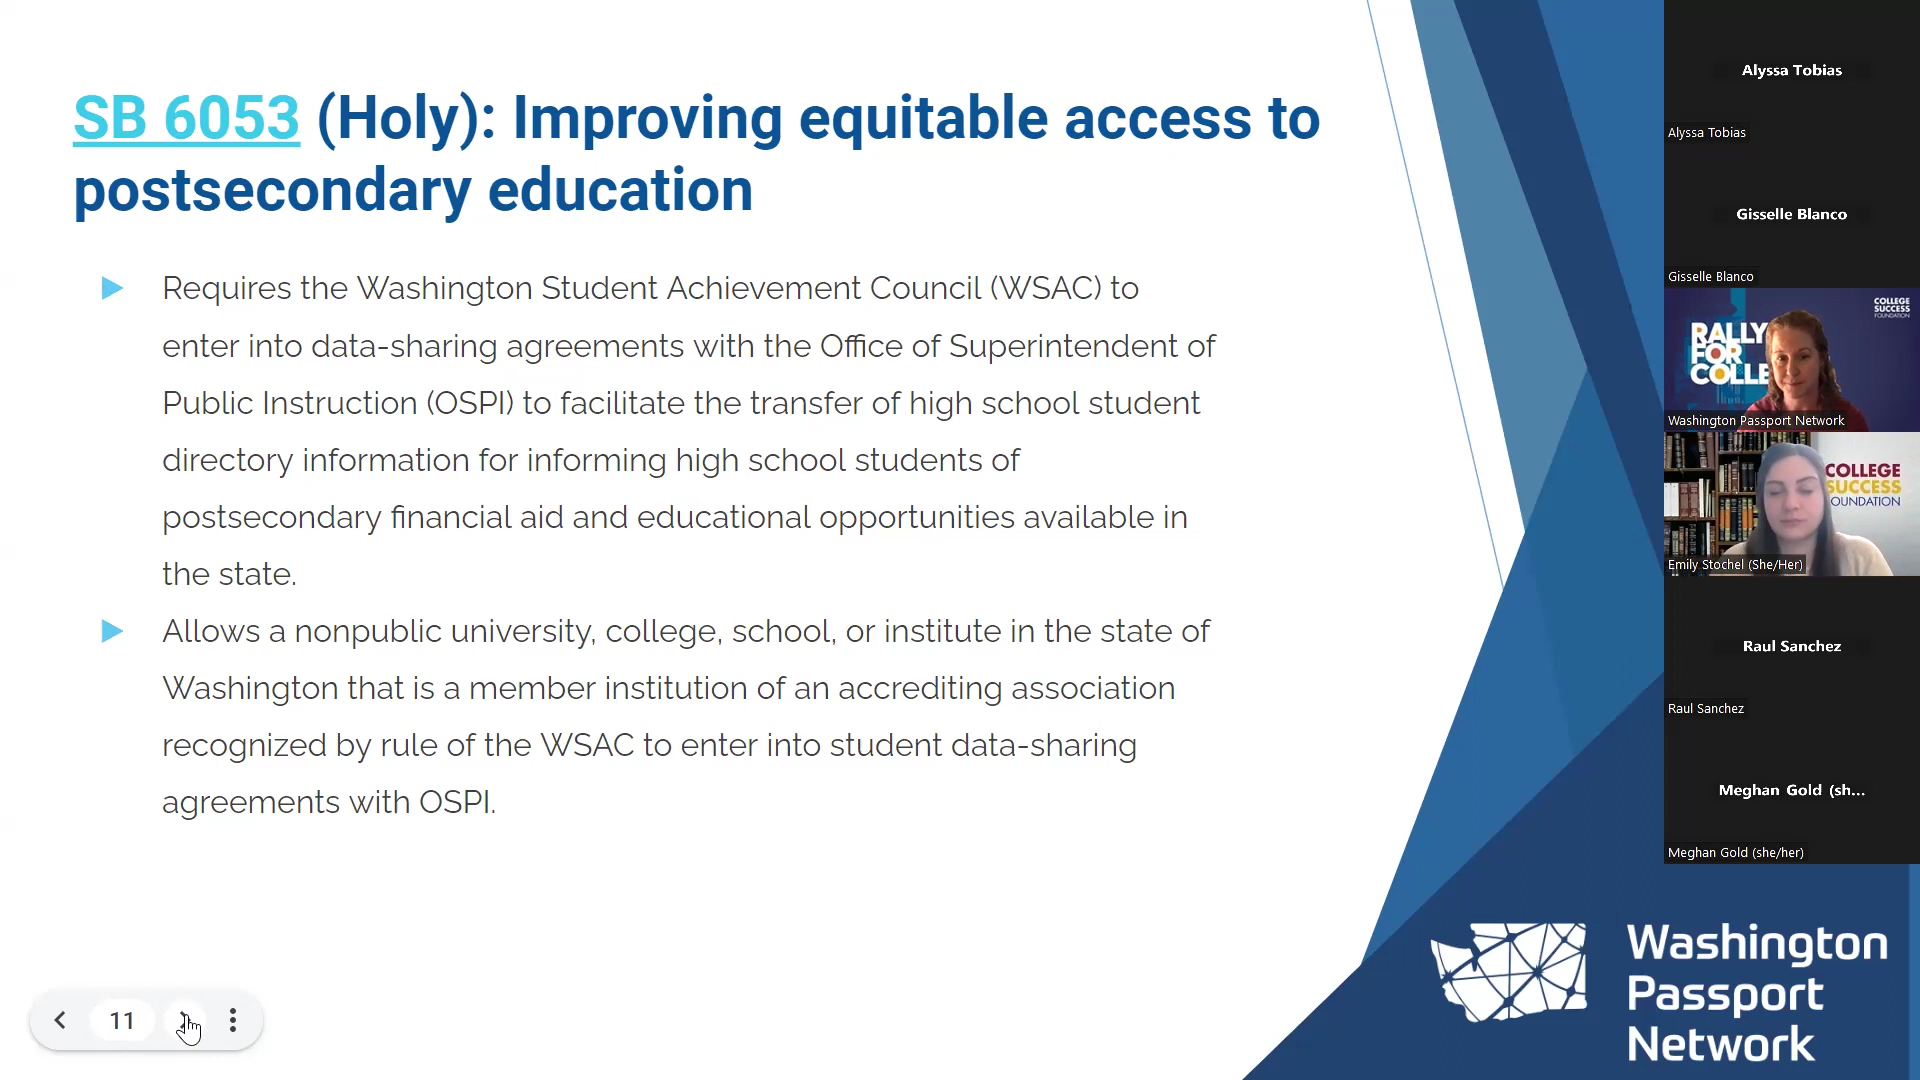 SB 6053 (Holy): Improving equitable access to
postsecondary education
Requires the Washington Student Achievement Council (WSAC) to
enter into data-sharing agreements with the Office of Superintendent of
Public Instruction (OSPI) to facilitate the transfer of high school student
directory information for informing high school students of
postsecondary financial aid and educational opportunities available in
the state.
Allows a nonpublic university, college, school, or institute in the state of
Washington that is a member institution of an accrediting association
recognized by rule of the WSAC to enter into student data-sharing
agreements with OSPI.
11
Alyssa Tobias
Alyssa Tobias
Gisselle Blanco
Gisselle Blanco
COLLEGE
SUCCESS
FOUNDATION
RALLY
FOR
COLLE
Washington Passport Network
COLLEGE
SUCCESS
OUNDATION
Emily Stochel (She/Her)
Raul Sanchez
Raul Sanchez
Meghan Gold (sh...
Meghan Gold (she/her)
Washington
Passport
Network